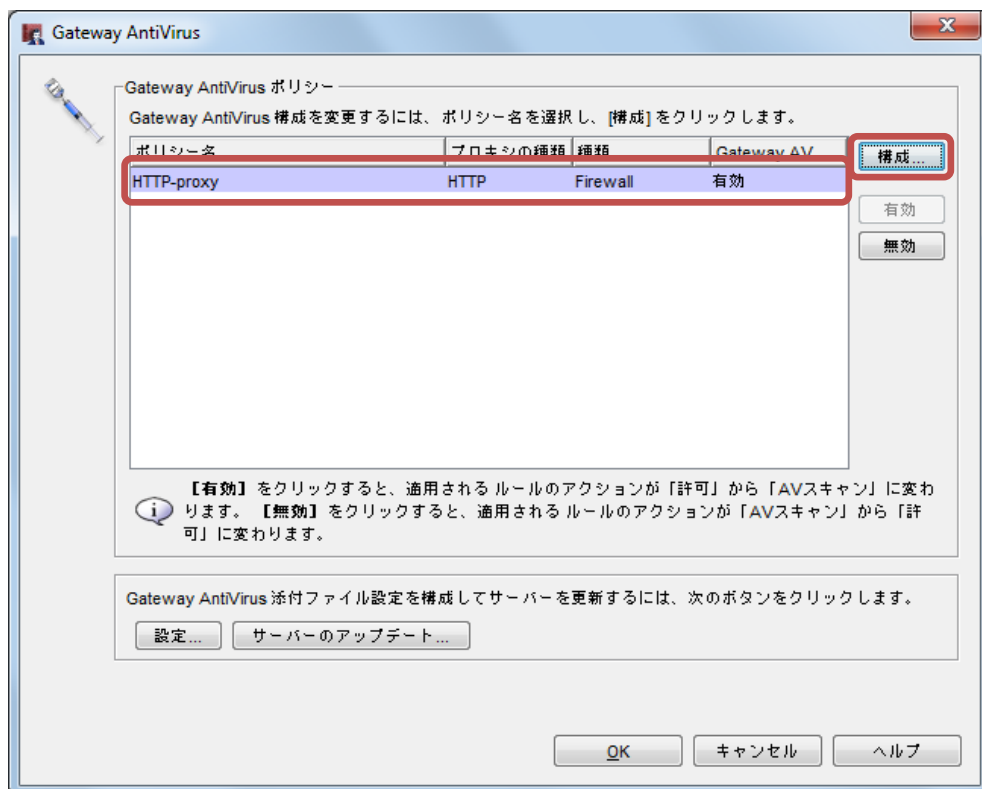 Gateway AntiVirus
Gateway AntiVirus ポリシー
Gateway AntiVirus 構成を変更するには、ポリシー名を選択し、[構成] をクリックします。
ポリシー名 プロキシの種類 種類 Gateway AV
HTTP-proxy HTTP Firewall 有効
構成...
有効
無効
【有効】をクリックすると、適用されるルールのアクションが「許可」から「AVスキャン」に変わ
ります。【無効】をクリックすると、適用されるルールのアクションが「AVスキャン」から「許
可」に変わります。
Gateway AntiVirus 添付ファイル設定を構成してサーバーを更新するには、次のボタンをクリックします。
設定... サーバーのアップデート...
OK キャンセル ヘルプ